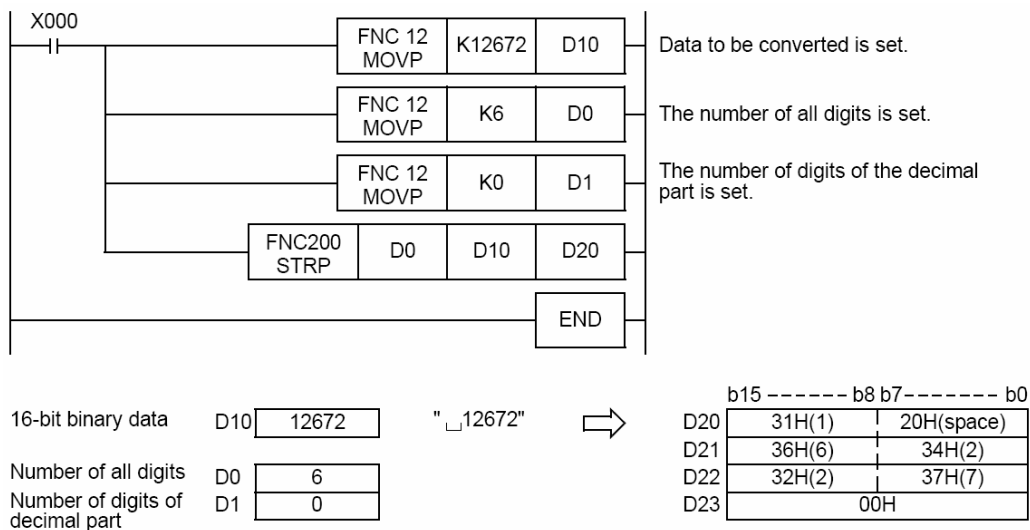 X000
FNC 12 MOVP K12672 D10 Data to be converted is set.
FNC 12 MOVP K6 D0 The number of all digits is set.
FNC 12 MOVP K0 D1 The number of digits of the decimal
part is set.
FNC200 STRP D0 D10 D20
END
b15 – – – – – – b8 b7– – – – – – – b0
16-bit binary data D10 12672 "␣12672" D20 31H(1) 20H(space)
D21 36H(6) 34H(2)
Number of all digits D0 6 D22 32H(2) 37H(7)
Number of digits of
decimal part D1 0 D23 00H